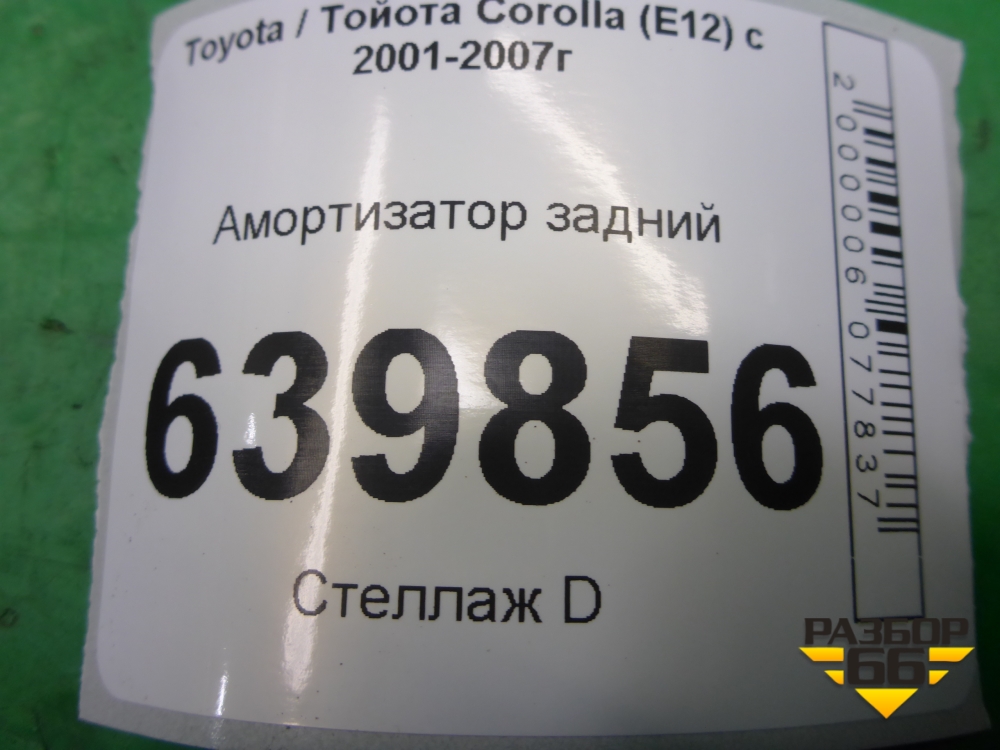 Toyota / Тойота Corolla (E12) с
2001-2007г
Амортизатор задний
639856
Стеллаж D
2000006077837
РАЗБОР
66